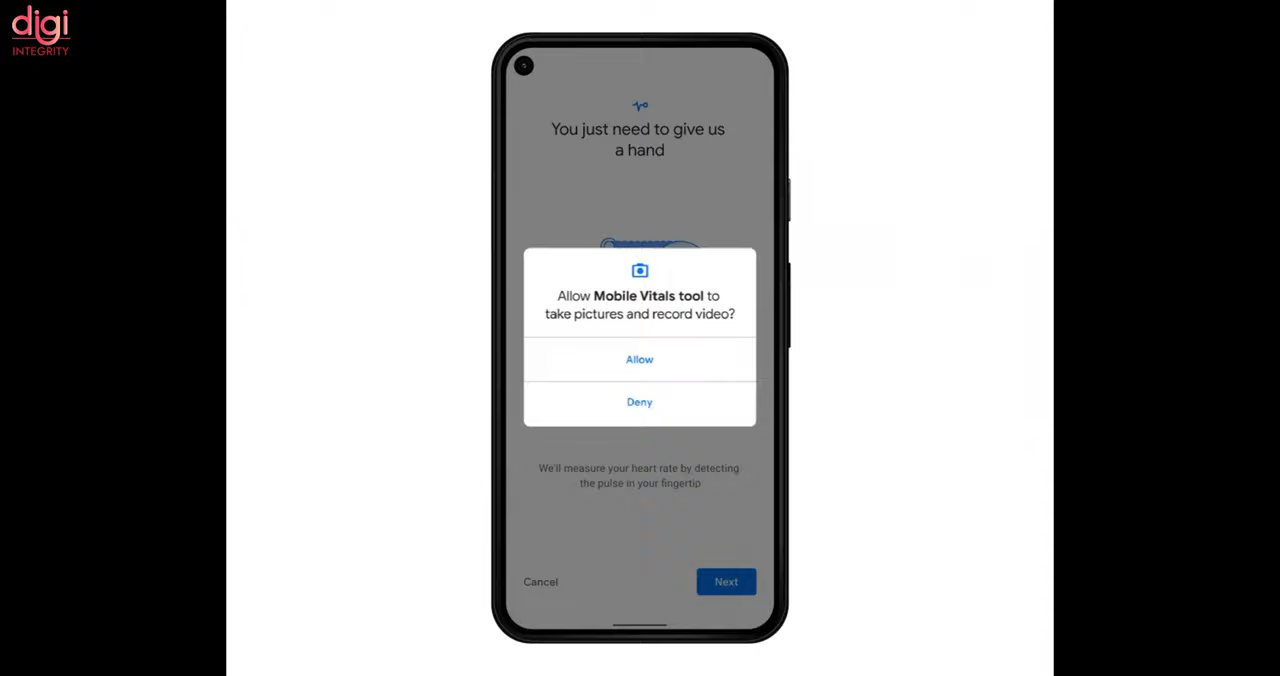 digi
INTEGRITY
You just need to give us
a hand
Allow Mobile Vitals tool to
take pictures and record video?
Allow
Deny
We'll measure your heart rate by detecting
the pulse in your fingertip
Cancel
Next